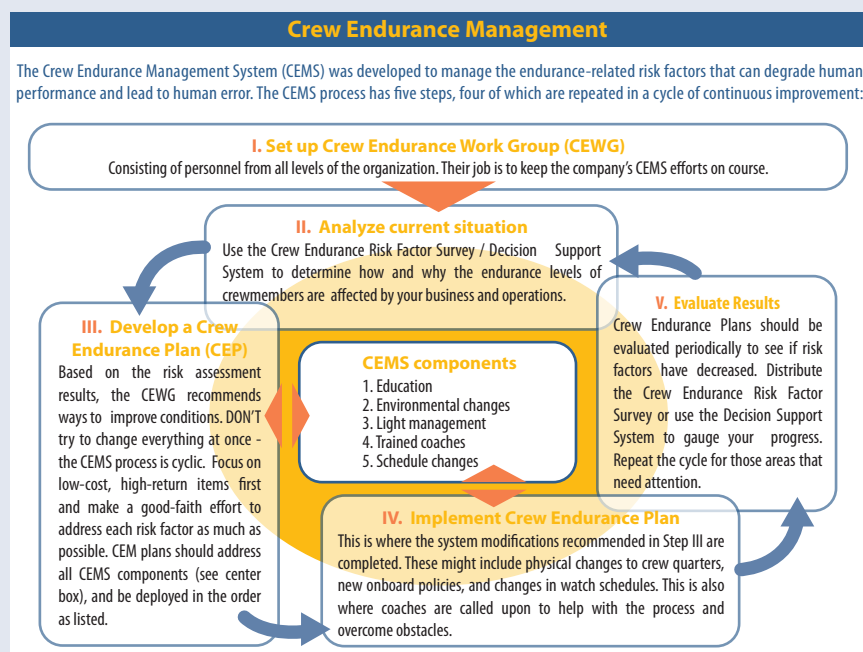 Crew Endurance Management
The Crew Endurance Management System (CEMS) was developed to manage the endurance-related risk factors that can degrade human
performance and lead to human error. The CEMS process has five steps, four of which are repeated in a cycle of continuous improvement:
I. Set up Crew Endurance Work Group (CEWG)
Consisting of personnel from all levels of the organization. Their job is to keep the company's CEMS efforts on course.
II. Analyze current situation
Use the Crew Endurance Risk Factor Survey / Decision Support
System to determine how and why the endurance levels of
crewmembers are affected by your business and operations.
III. Develop a Crew
Endurance Plan (CEP)
Based on the risk assessment
results, the CEWG recommends
ways to improve conditions. DON'T
try to change everything at once -
the CEMS process is cyclic. Focus on
low-cost, high-return items first
and make a good-faith effort to
address each risk factor as much as
possible. CEM plans should address
all CEMS components (see center
box), and be deployed in the order
as listed.
CEMS components
1. Education
2. Environmental changes
3. Light management
4. Trained coaches
5. Schedule changes
IV. Implement Crew Endurance Plan
This is where the system modifications recommended in Step III are
completed. These might include physical changes to crew quarters,
new onboard policies, and changes in watch schedules. This is also
where coaches are called upon to help with the process and
overcome obstacles.
V. Evaluate Results
Crew Endurance Plans should be
evaluated periodically to see if risk
factors have decreased. Distribute
the Crew Endurance Risk Factor
Survey or use the Decision Support
System to gauge your progress.
Repeat the cycle for those areas that
need attention.